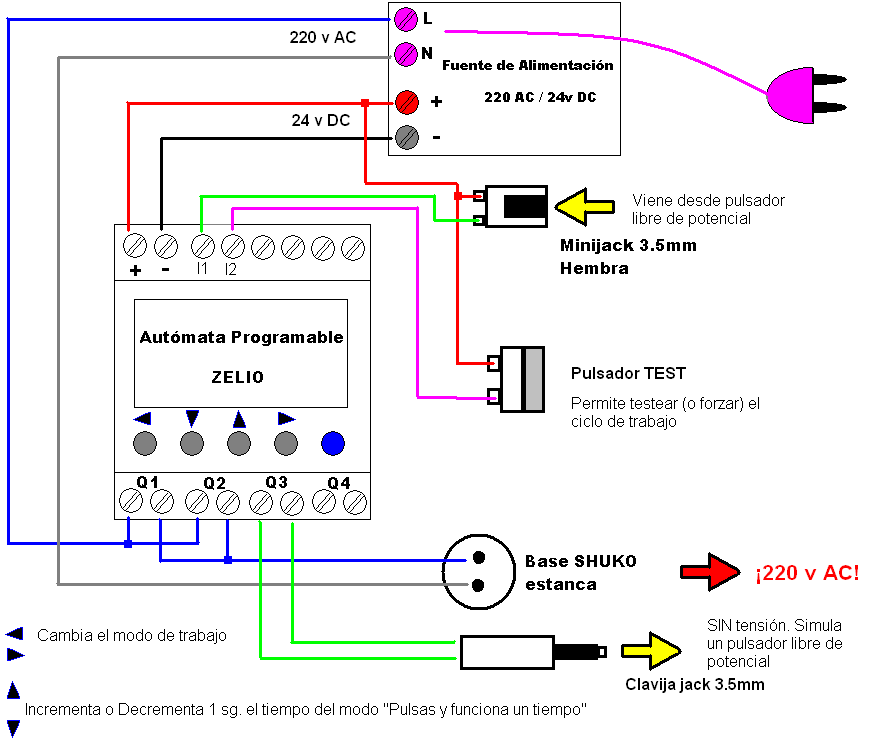 L
220 v AC
N
Fuente de Alimentación
220 AC / 24v DC
+
24 v DC
-
Viene desde pulsador
libre de potencial
Minijack 3.5mm
Hembra
+ - I1 I2
Autómata Programable
ZELIO
Pulsador TEST
Permite testear (o forzar) el
ciclo de trabajo
Q1 Q2 Q3 Q4
Base SHUKO
estanca
¡220 v AC!
SIN tensión. Simula
un pulsador libre de
potencial
Cambia el modo de trabajo
Clavija jack 3.5mm
Incrementa o Decrementa 1 sg. el tiempo del modo "Pulsas y funciona un tiempo"